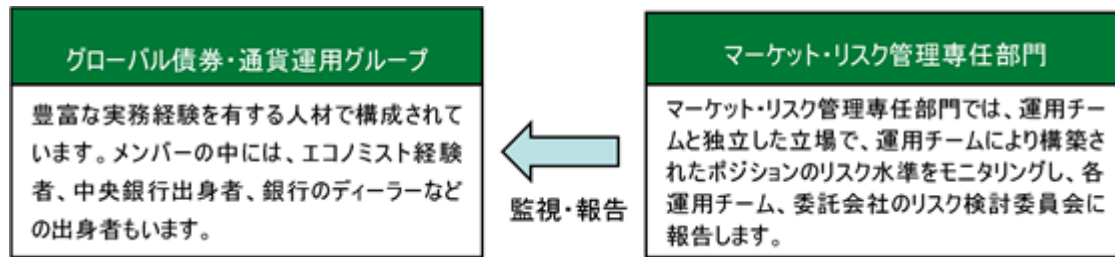 グローバル債券・通貨運用グループ
豊富な実務経験を有する人材で構成されて
います。メンバーの中には、エコノミスト経験
者、中央銀行出身者、銀行のディーラーなど
の出身者もいます。
監視・報告
マーケット・リスク管理専任部門
マーケット・リスク管理専任部門では、運用チー
ムと独立した立場で、運用チームにより構築さ
れたポジションのリスク水準をモニタリングし、各
運用チーム、委託会社のリスク検討委員会に
報告します。